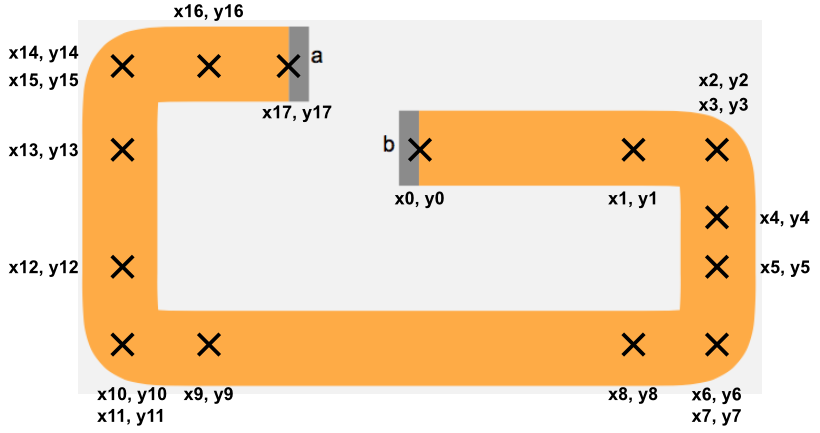 x16, y16
x14, y14
x15, y15
a
x2, y2
x3, y3
x17, y17
x13, y13
b
x0, y0
x1, y1
x4, y4
x12, y12
x5, y5
x10, y10
x11, y11
x9, y9
x8, y8
x6, y6
x7, y7